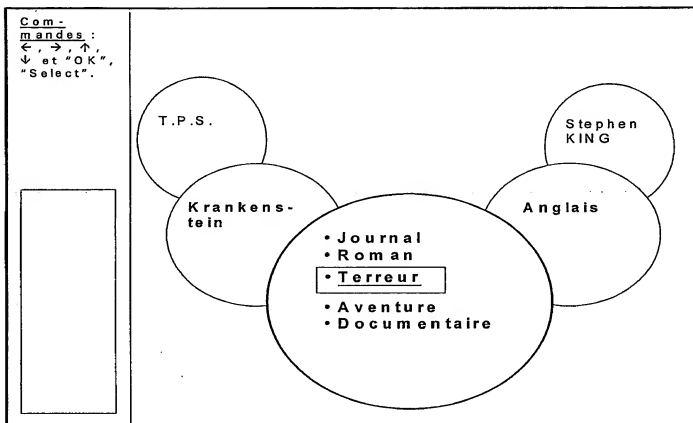 Com-
mandes :
←, →, ↑,
↓ et "OK",
"Select".
T.P.S.
Stephen
KING
Krankens-
tein
Anglais
• Journal
• Roman
• Terreur
• Aventure
• Documentaire